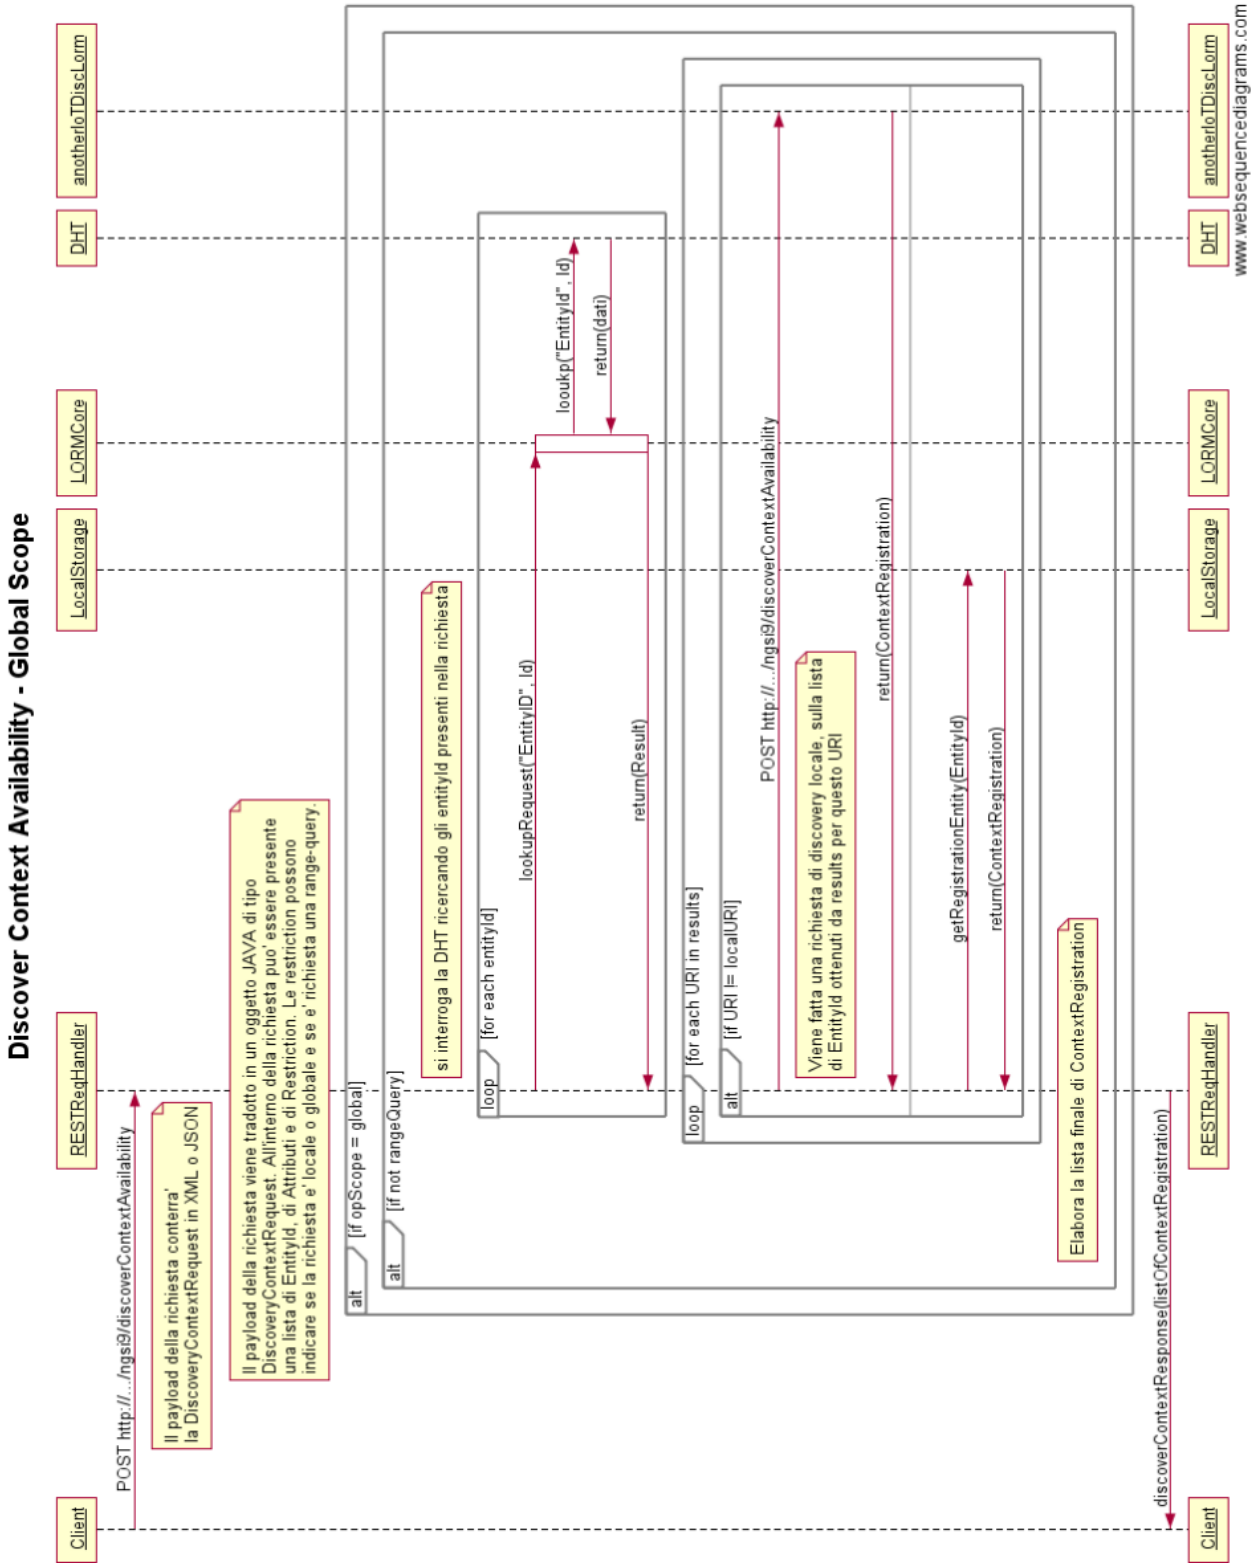 Discover Context Availability - Global Scope
Client
RESTReqHandler
LocalStorage
LORMCore
DHT
anotherIoTDiscLorm
POST http://.../ngsi9/discoverContextAvailability
Il payload della richiesta conterra'
la DiscoveryContextRequest in XML o JSON
Il payload della richiesta viene tradotto in un oggetto JAVA di tipo
DiscoveryContextRequest. All'interno della richiesta puo' essere presente
una lista di EntityId, di Attributi e di Restriction. Le restriction possono
indicare se la richiesta e' locale o globale e se e' richiesta una range-query.
alt
[if opScope = global]
alt
[if not rangeQuery]
si interroga la DHT ricercando gli entityId presenti nella richiesta
loop
[for each entityId]
lookupRequest("EntityID", Id)
looukp("EntityId", Id)
return(dati)
return(Result)
loop
[for each URI in results]
alt
[if URI != localURI]
POST http://.../ngsi9/discoverContextAvailability
Viene fatta una richiesta di discovery locale, sulla lista
di EntityId ottenuti da results per questo URI
return(ContextRegistration)
getRegistrationEntity(EntityId)
return(ContextRegistration)
Elabora la lista finale di ContextRegistration
discoverContextResponse(listOfContextRegistration)
Client
RESTReqHandler
LocalStorage
LORMCore
DHT
anotherIoTDiscLorm
www.websequencediagrams.com